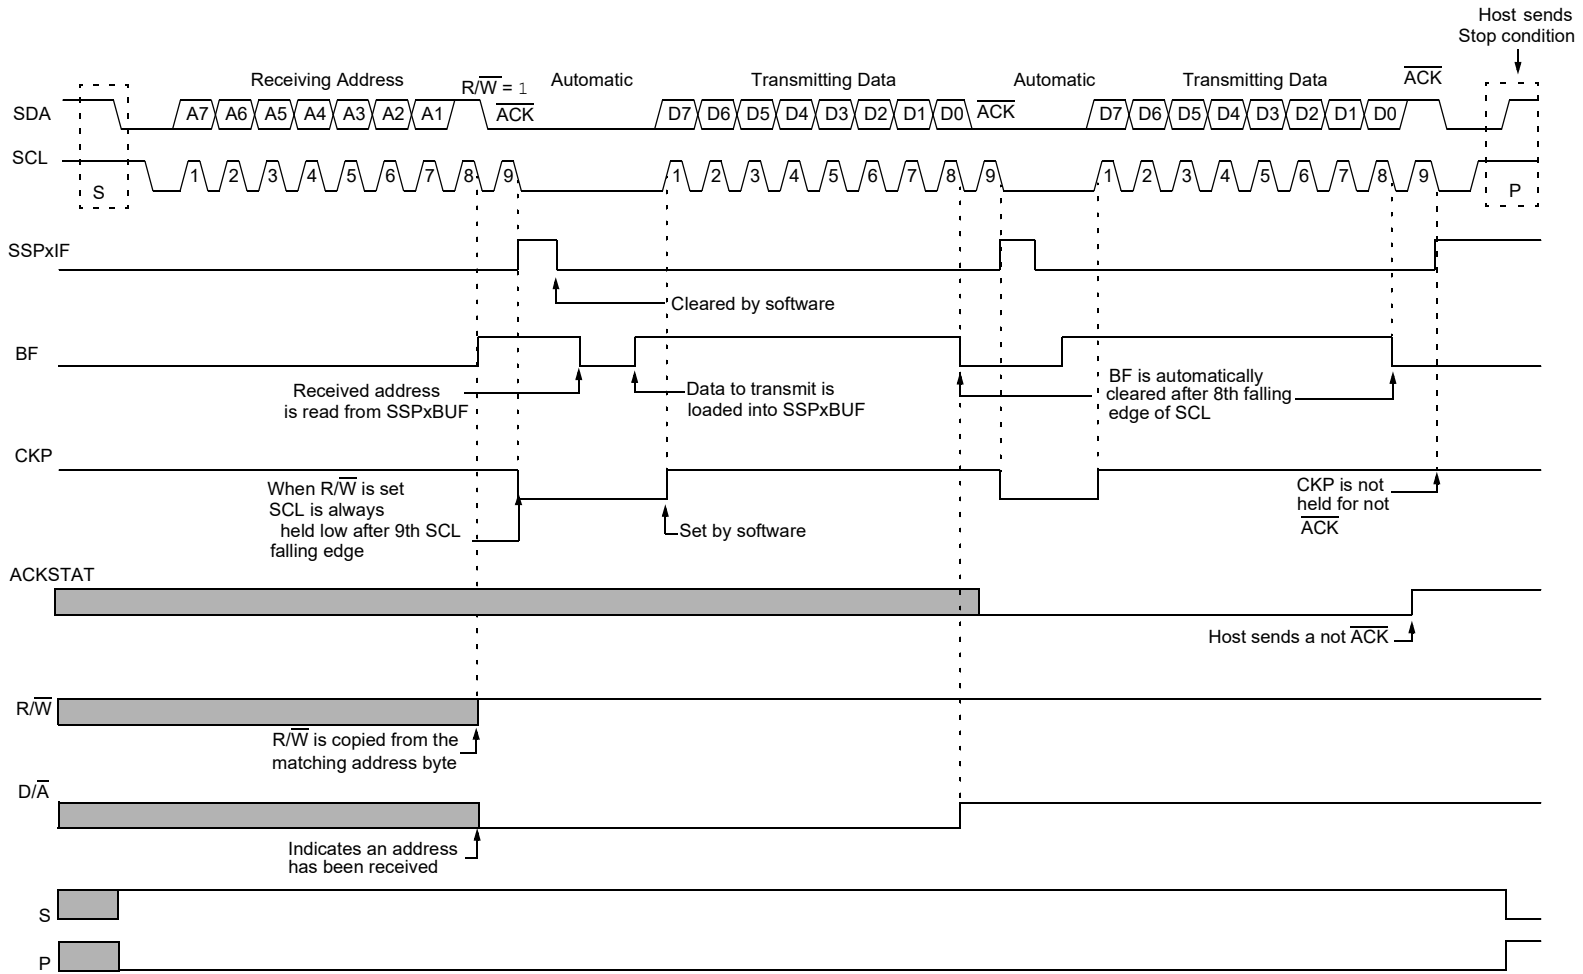 Host sends
Stop condition
Receiving Address
R/W = 1
Automatic
Transmitting Data
Automatic
Transmitting Data
ACK
SDA
A7 A6 A5 A4 A3 A2 A1
ACK
D7 D6 D5 D4 D3 D2 D1 D0
ACK
D7 D6 D5 D4 D3 D2 D1 D0
SCL
S
1 2 3 4 5 6 7 8 9
1 2 3 4 5 6 7 8 9
1 2 3 4 5 6 7 8 9
P
SSPxIF
Cleared by software
BF
Received address
is read from SSPxBUF
Data to transmit is
loaded into SSPxBUF
BF is automatically
cleared after 8th falling
edge of SCL
CKP
When R/W is set
SCL is always
held low after 9th SCL
falling edge
Set by software
CKP is not
held for not
ACK
ACKSTAT
Host sends a not ACK
R/W
R/W is copied from the
matching address byte
D/A
Indicates an address
has been received
S
P